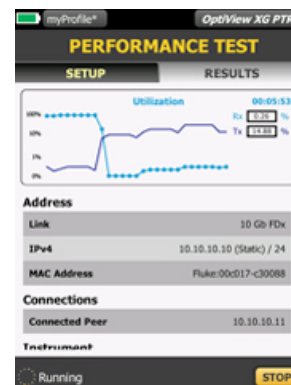 myProfile* OptiView XG PTR
PERFORMANCE TEST
SETUP RESULTS
Utilization 00:05:53
100% Rx 0.26 %
10% Tx 14.88 %
1%
0%
Address
Link 10 Gb FDx
IPv4 10.10.10.10 (Static) / 24
MAC Address Fluke:00c017-c30088
Connections
Connected Peer 10.10.10.11
Instrument
Running STOP